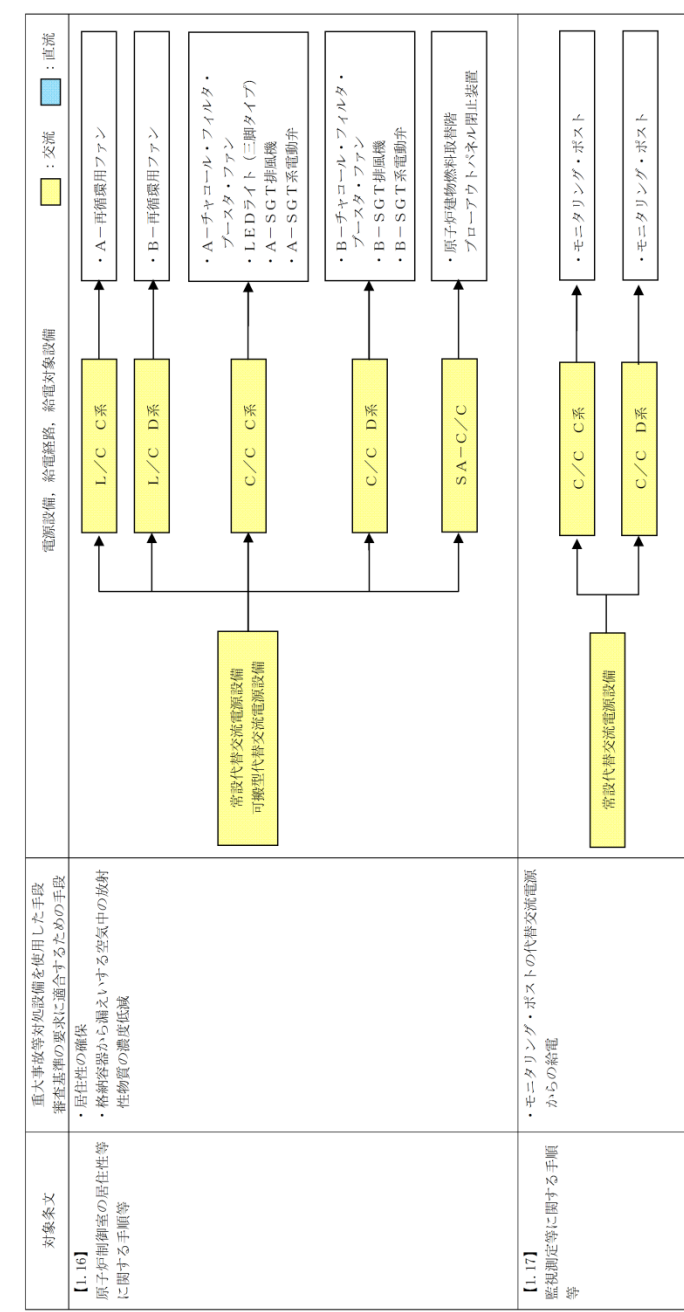 対象条文
重大事故等対処設備を使用した手段
審査基準の要求に適合するための手段
電源設備，給電経路，給電対象設備
：交流
：直流
【1.16】
原子炉制御室の居住性等
に関する手順等
・居住性の確保
・格納容器から漏えいする空気中の放射
性物質の濃度低減
常設代替交流電源設備
可搬型代替交流電源設備
Ｌ／Ｃ　Ｃ系
・Ａ－再循環用ファン
Ｌ／Ｃ　Ｄ系
・Ｂ－再循環用ファン
Ｃ／Ｃ　Ｃ系
・Ａ－チャコール・フィルタ・
ブースタ・ファン
・ＬＥＤライト（三脚タイプ）
・Ａ－ＳＧＴ排風機
・Ａ－ＳＧＴ系電動弁
Ｃ／Ｃ　Ｄ系
・Ｂ－チャコール・フィルタ・
ブースタ・ファン
・Ｂ－ＳＧＴ排風機
・Ｂ－ＳＧＴ系電動弁
ＳＡ－Ｃ／Ｃ
・原子炉建物燃料取替階
ブローアウトパネル閉止装置
【1.17】
監視測定等に関する手順
等
・モニタリング・ポストの代替交流電源
からの給電
常設代替交流電源設備
Ｃ／Ｃ　Ｃ系
・モニタリング・ポスト
Ｃ／Ｃ　Ｄ系
・モニタリング・ポスト